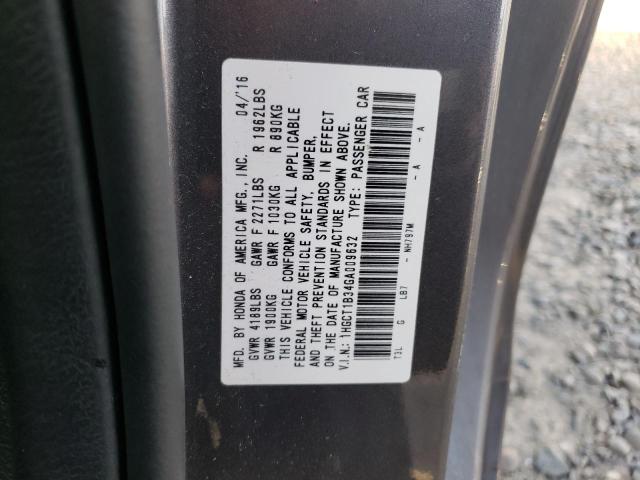 MFD. BY HONDA OF AMERICA MFG., INC. 04/'16
GVWR 4189LBS GAWR F 2271LBS R 1962LBS
GVWR 1900KG GAWR F 1030KG R 890KG
THIS VEHICLE CONFORMS TO ALL APPLICABLE
FEDERAL MOTOR VEHICLE SAFETY, BUMPER,
AND THEFT PREVENTION STANDARDS IN EFFECT
ON THE DATE OF MANUFACTURE SHOWN ABOVE.
V.I.N.: 1HGCT1B34GA009632 TYPE: PASSENGER CAR
T3L G LB7 - NH797M - A - A